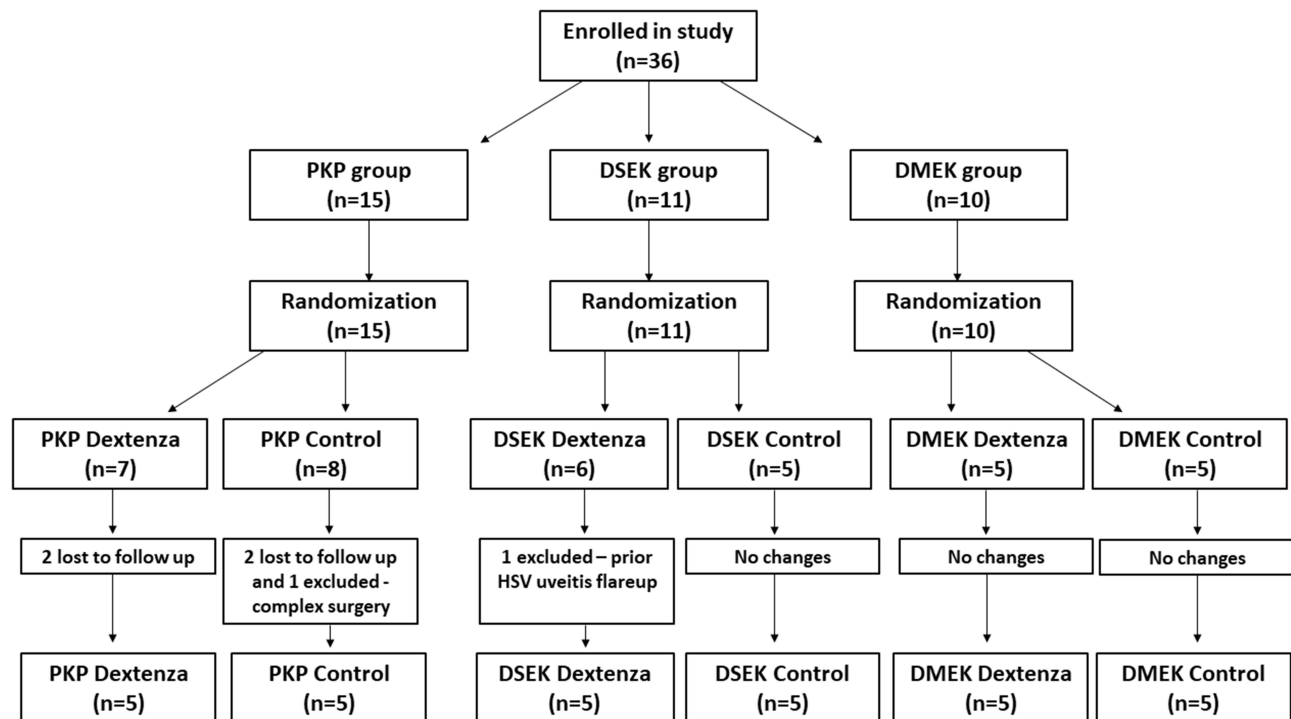 Enrolled in study
(n=36)
PKP group
(n=15)
DSEK group
(n=11)
DMEK group
(n=10)
Randomization
(n=15)
Randomization
(n=11)
Randomization
(n=10)
PKP Dextenza
(n=7)
PKP Control
(n=8)
DSEK Dextenza
(n=6)
DSEK Control
(n=5)
DMEK Dextenza
(n=5)
DMEK Control
(n=5)
2 lost to follow up
2 lost to follow up
and 1 excluded -
complex surgery
1 excluded – prior
HSV uveitis flareup
No changes
No changes
No changes
PKP Dextenza
(n=5)
PKP Control
(n=5)
DSEK Dextenza
(n=5)
DSEK Control
(n=5)
DMEK Dextenza
(n=5)
DMEK Control
(n=5)